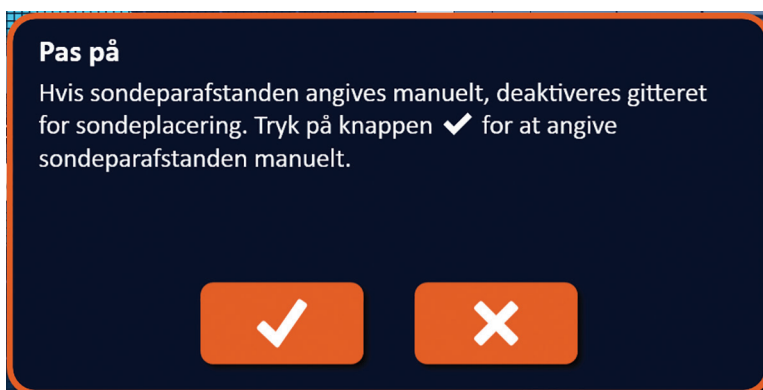 Pas på
Hvis sondeparafstanden angives manuelt, deaktiveres gitteret
for sondeplacering. Tryk på knappen ✔ for at angive
sondeparafstanden manuelt.